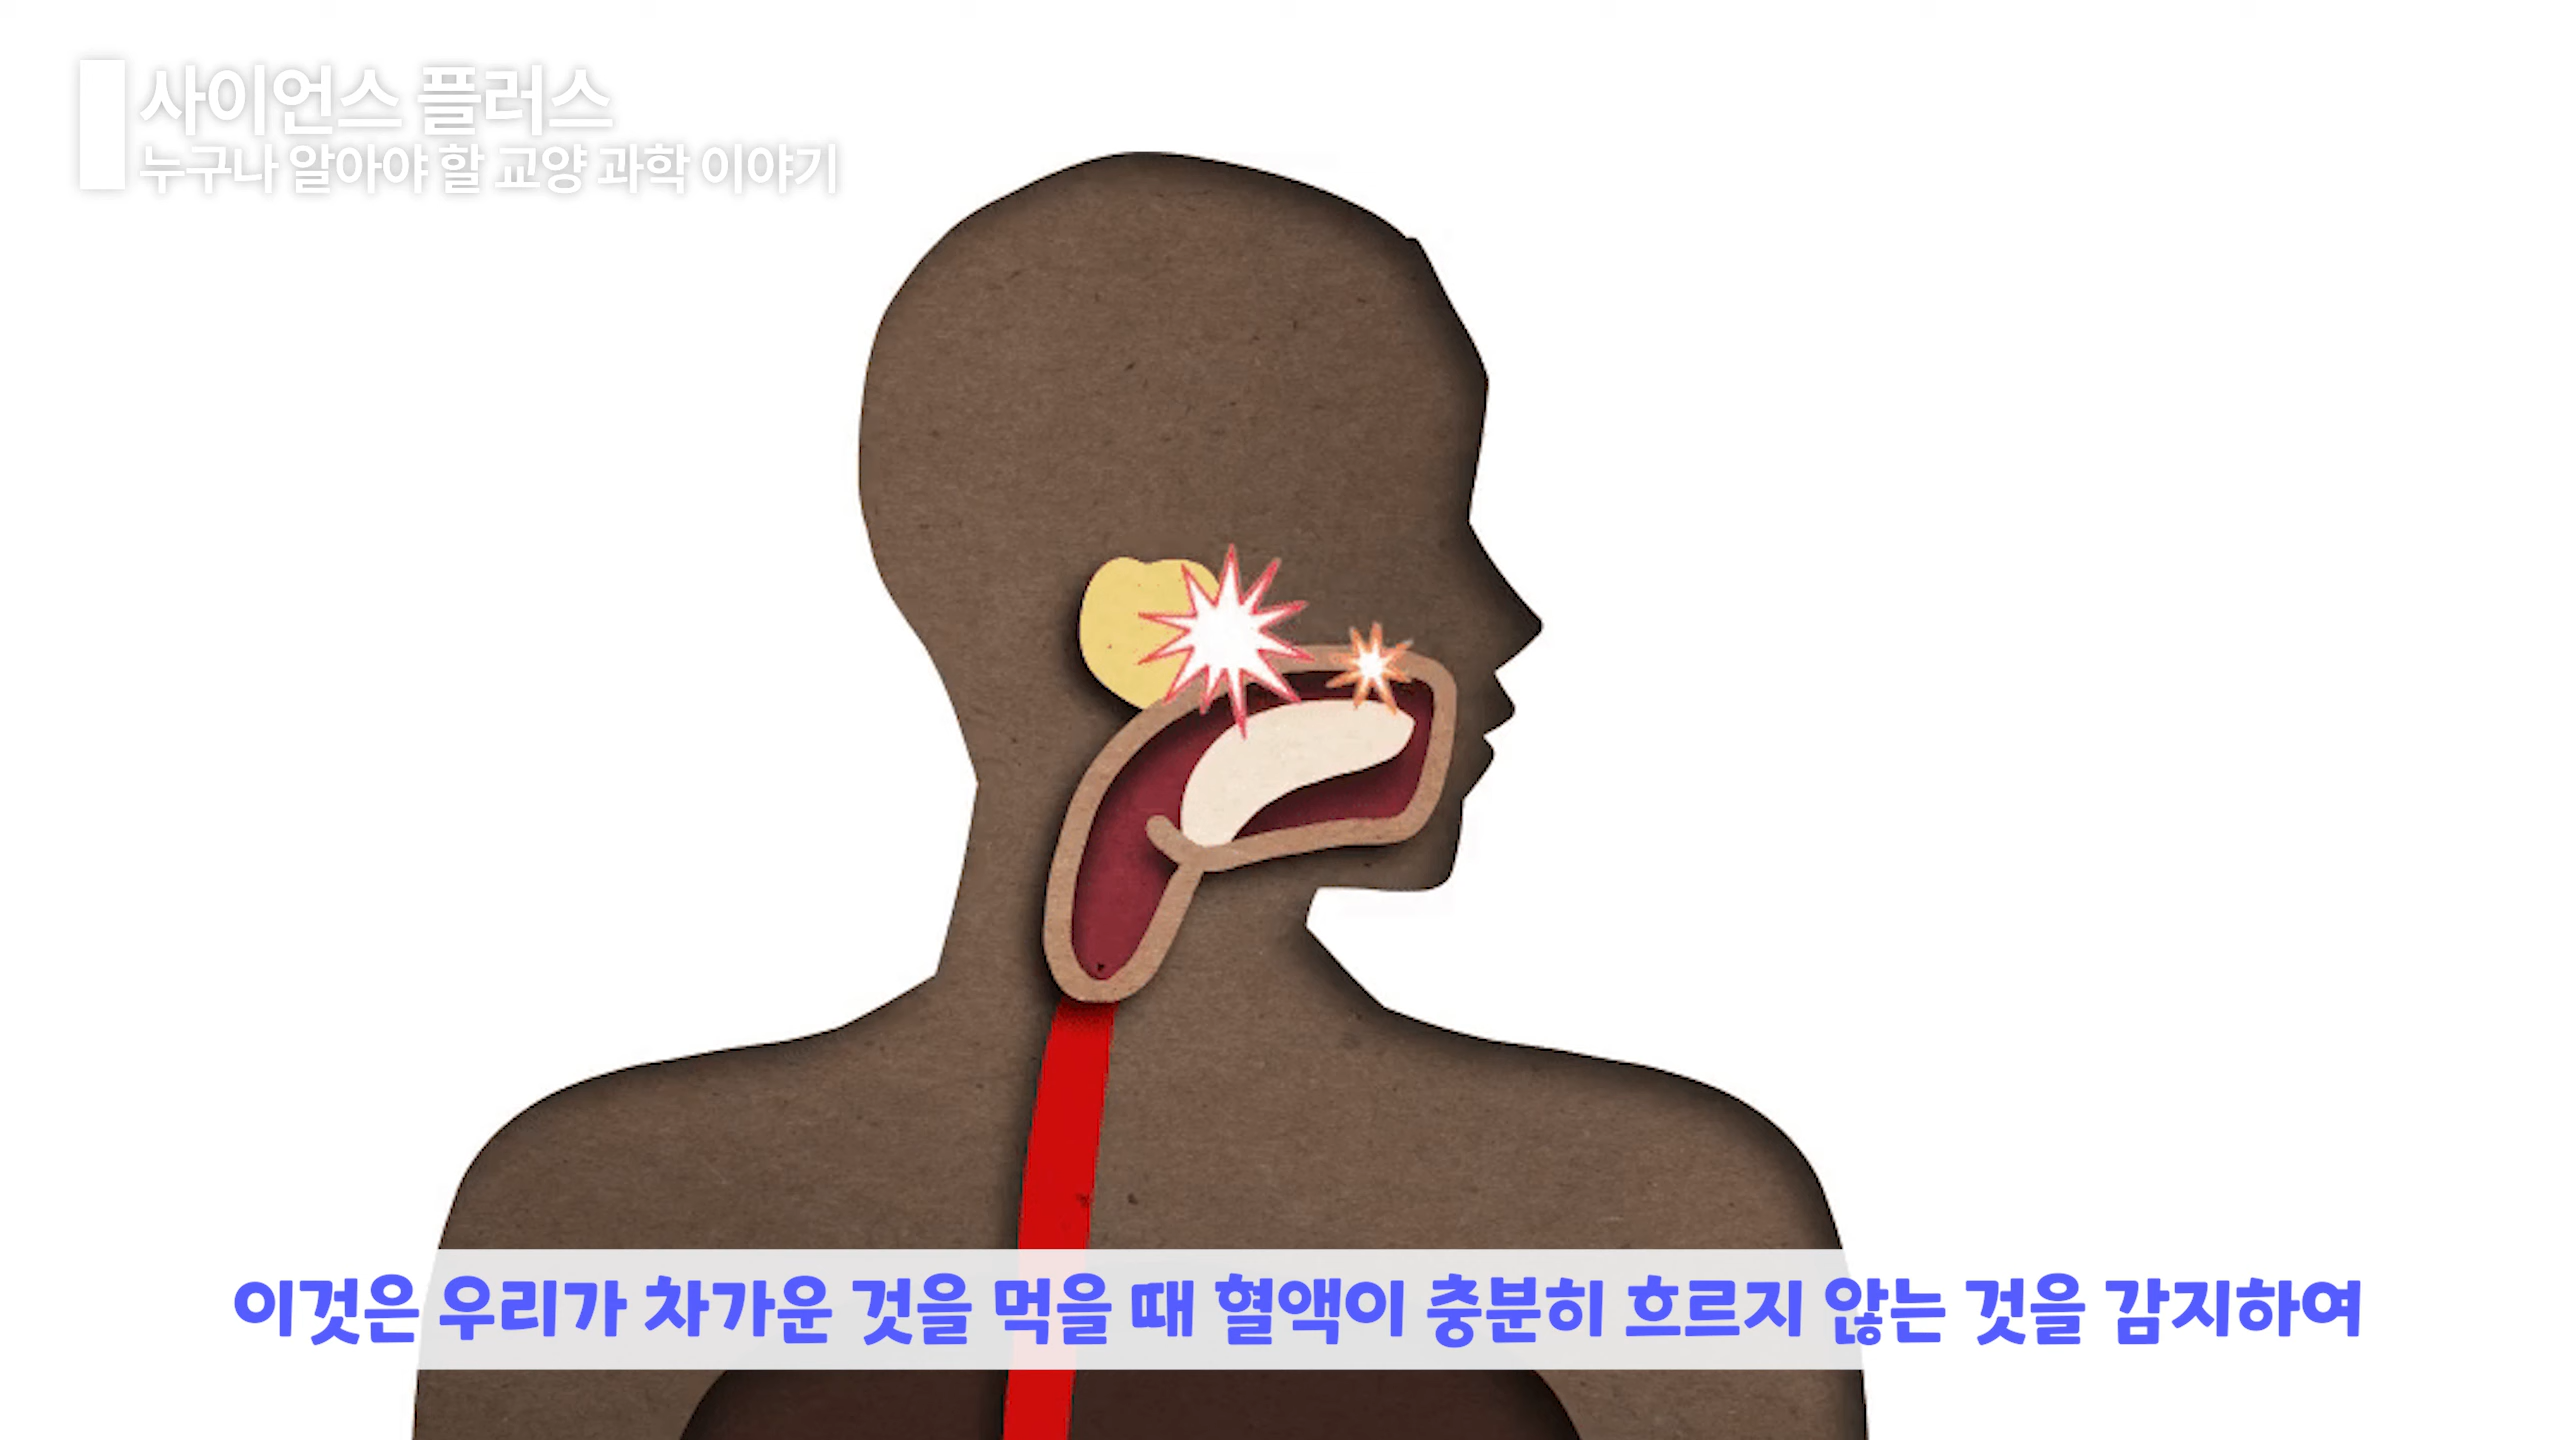 사이언스 플러스
누구나 알아야 할 교양 과학 이야기
이것은 우리가 차가운 것을 먹을 때 혈액이 충분히 흐르지 않는 것을 감지하여